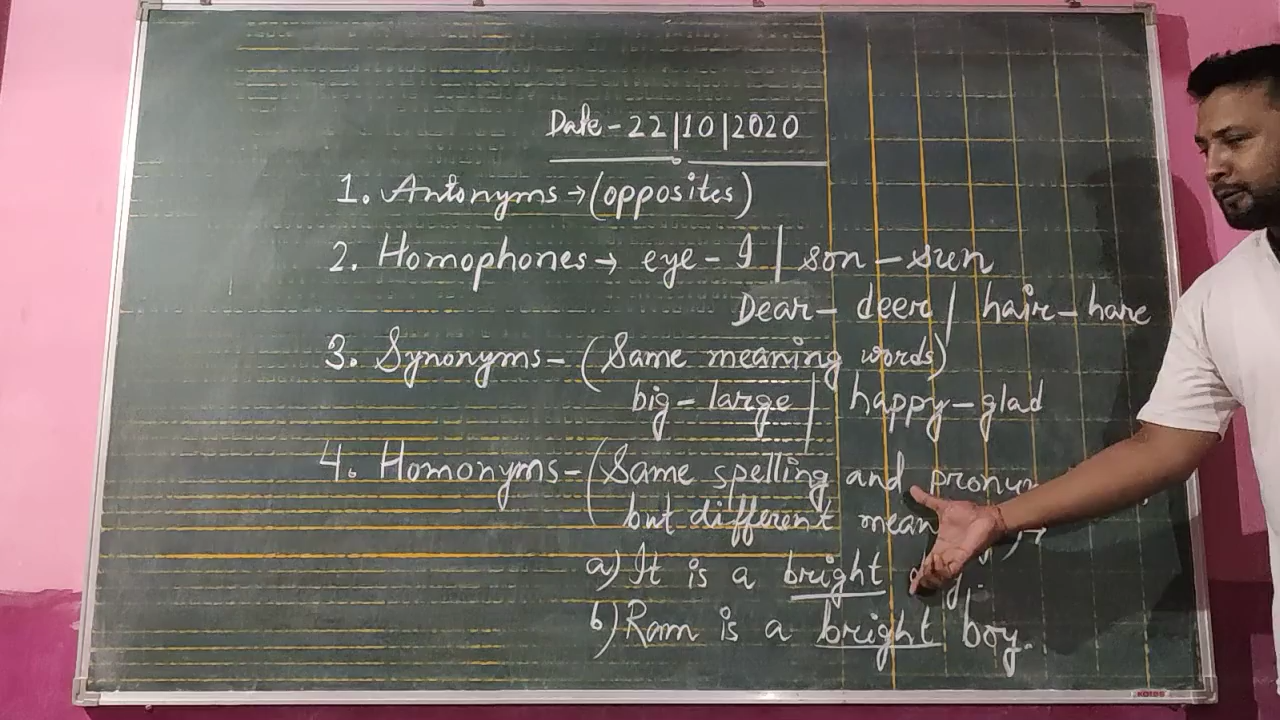 Date - 22|10|2020
1. Antonyms → (opposites)
2. Homophones → eye - I | son - sun
Dear - deer | hair - hare
3. Synonyms - (Same meaning words)
big - large | happy - glad
4. Homonyms - (Same spelling and
but different
a) It is a bright
b) Ram is a bright boy.
KORES